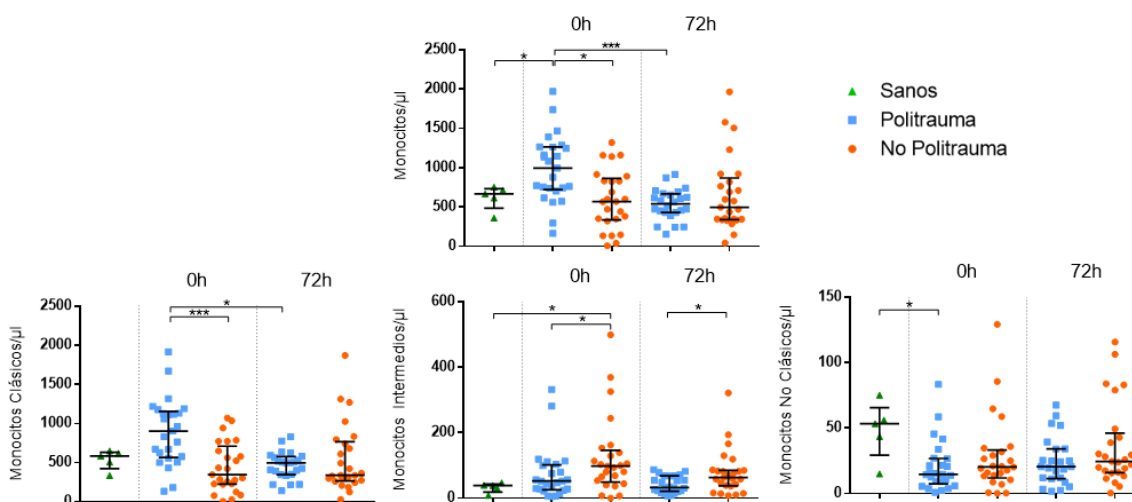 0h 72h
2500
2000
1500
1000
500
0
Monocitos/µl
* * ***
Sanos
Politrauma
No Politrauma
0h 72h
2500
2000
1500
1000
500
0
Monocitos Clásicos/µl
*
***
0h 72h
600
400
200
0
Monocitos Intermedios/µl
* *
*
0h 72h
150
100
50
0
Monocitos No Clásicos/µl
*